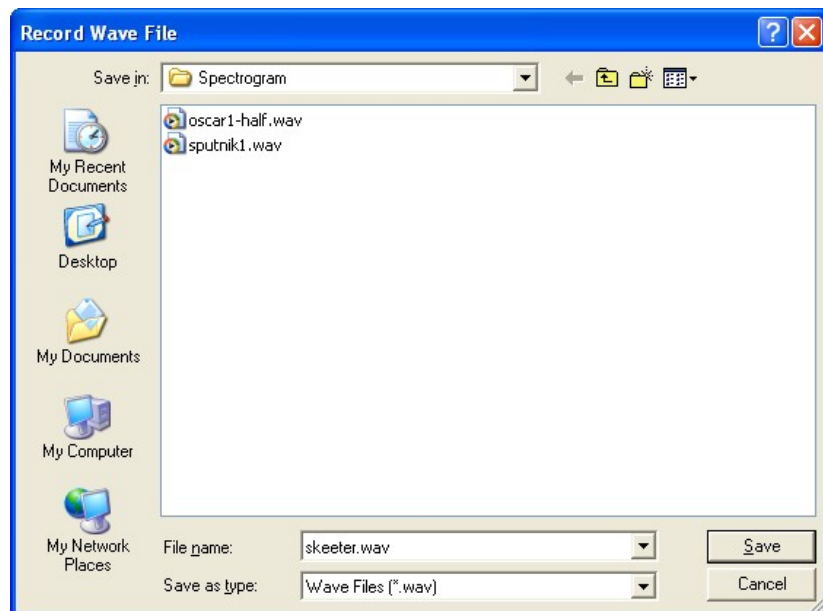 Record Wave File
Save in:
Spectrogram
oscar1-half.wav
sputnik1.wav
My Recent
Documents
Desktop
My Documents
My Computer
My Network
Places
File name:
skeeter.wav
Save
Save as type:
Wave Files (*.wav)
Cancel